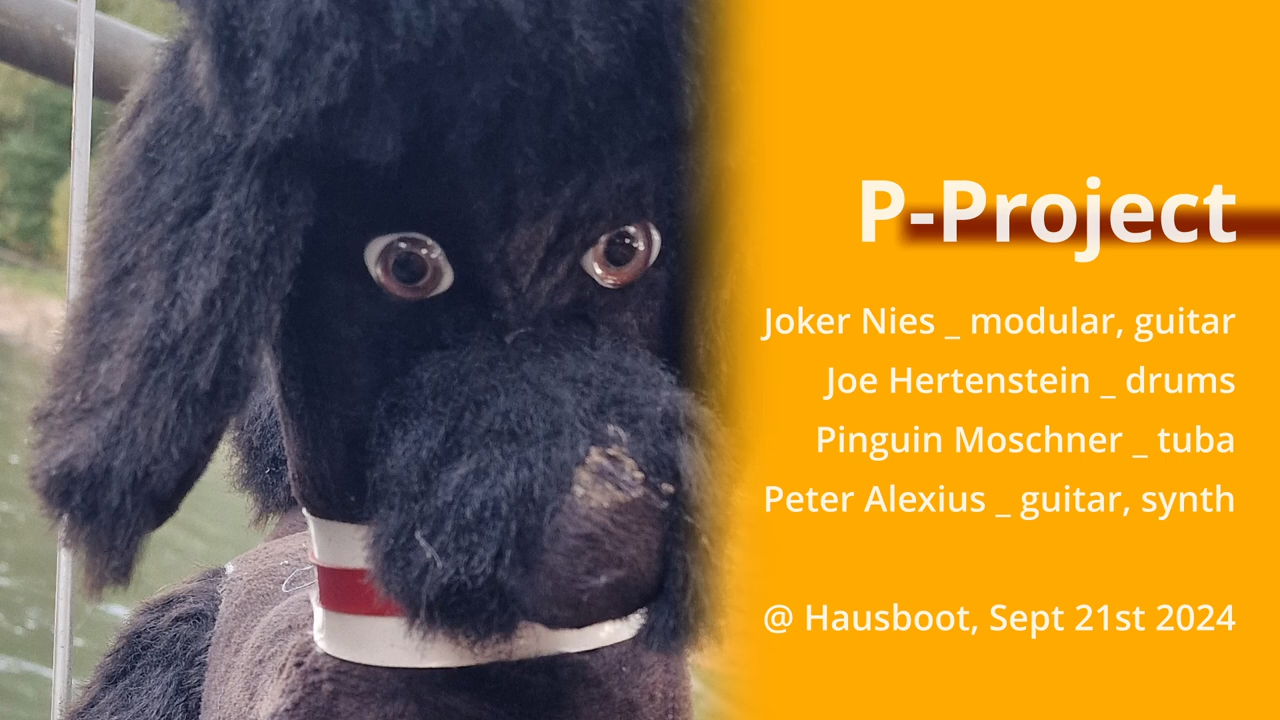 P-Project
Joker Nies _ modular, guitar
Joe Hertenstein _ drums
Pinguin Moschner _ tuba
Peter Alexius _ guitar, synth
@ Hausboot, Sept 21st 2024